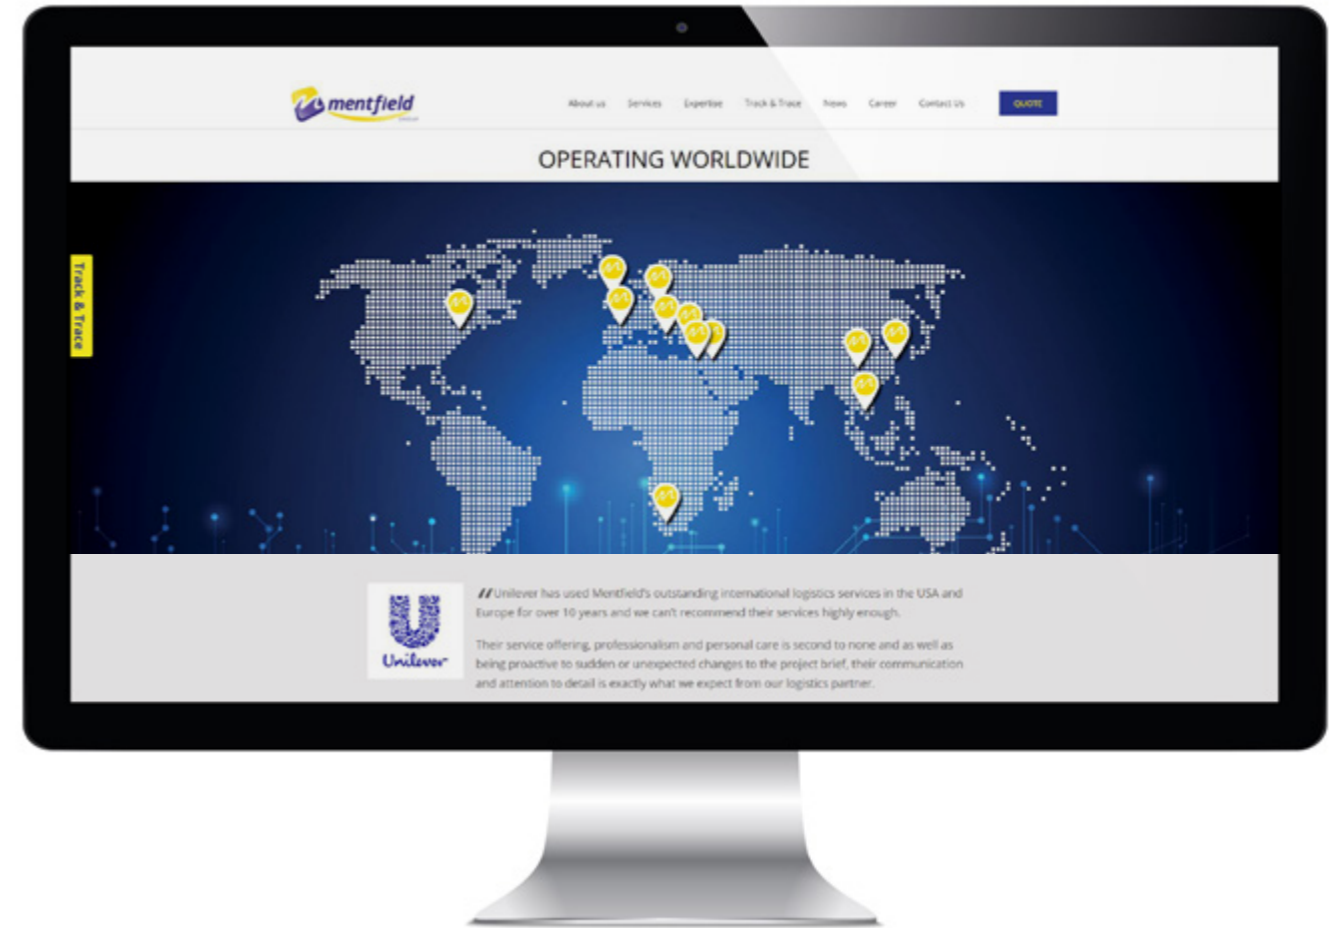 mentfield
GROUP
About us Services Expertise Track & Trace News Career Contact Us QUOTE
OPERATING WORLDWIDE
Track & Trace
"Unilever has used Mentfield's outstanding international logistics services in the USA and
Europe for over 10 years and we can't recommend their services highly enough.
Unilever
Their service offering, professionalism and personal care is second to none and as well as
being proactive to sudden or unexpected changes to the project brief, their communication
and attention to detail is exactly what we expect from our logistics partner.